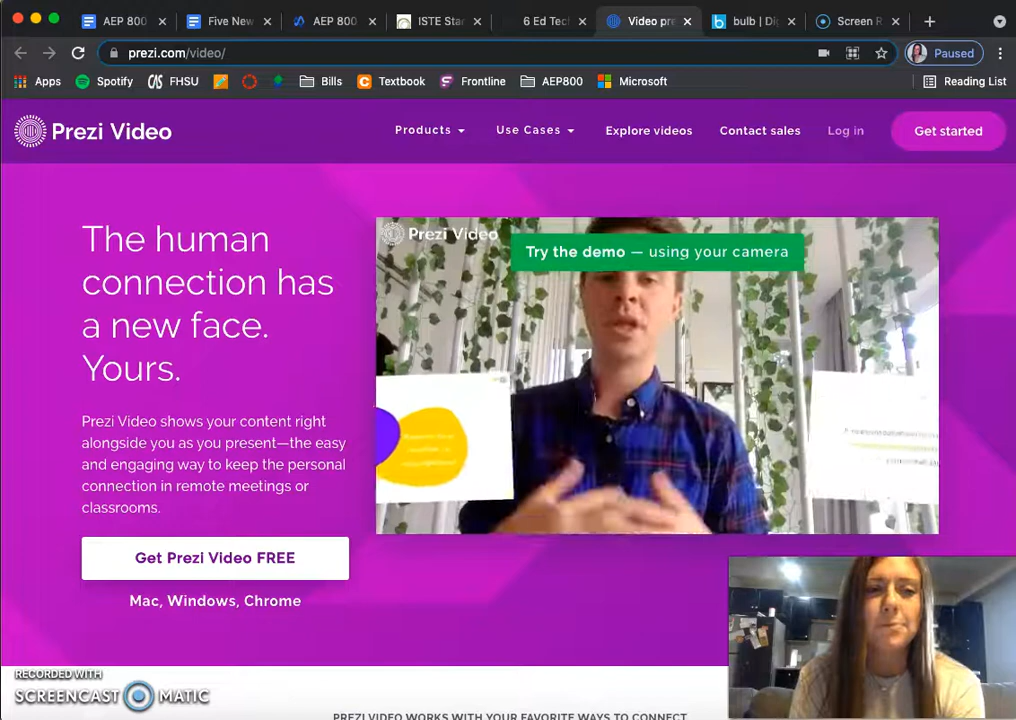 AEP 800
Five New
AEP 800
ISTE Star
6 Ed Tec
Video pre
bulb | Di
Screen R
prezi.com/video/
Paused
Apps
Spotify
FHSU
Bills
Textbook
Frontline
AEP800
Microsoft
Reading List
Prezi Video
Products
Use Cases
Explore videos
Contact sales
Log in
Get started
The human
connection has
a new face.
Yours.
Prezi Video shows your content right
alongside you as you present—the easy
and engaging way to keep the personal
connection in remote meetings or
classrooms.
Get Prezi Video FREE
Mac, Windows, Chrome
Prezi Video
Try the demo — using your camera
RECORDED WITH
SCREENCAST MATIC
PREZI VIDEO WORKS WITH YOUR FAVORITE WAYS TO CONNECT